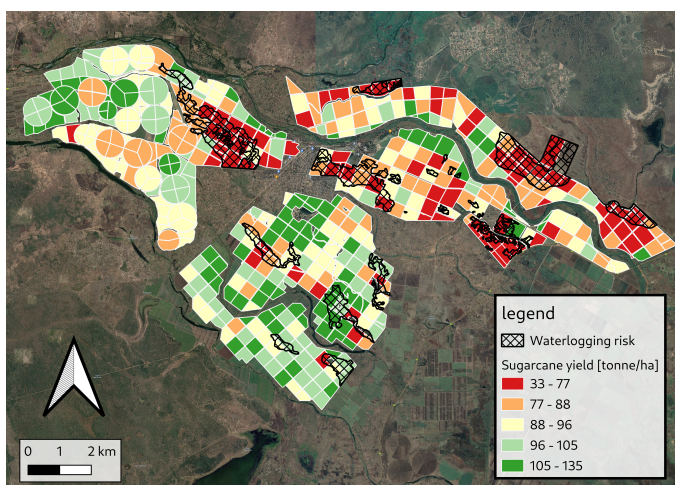 legend
Waterlogging risk
Sugarcane yield [tonne/ha]
33 - 77
77 - 88
88 - 96
96 - 105
105 - 135
0 1 2 km